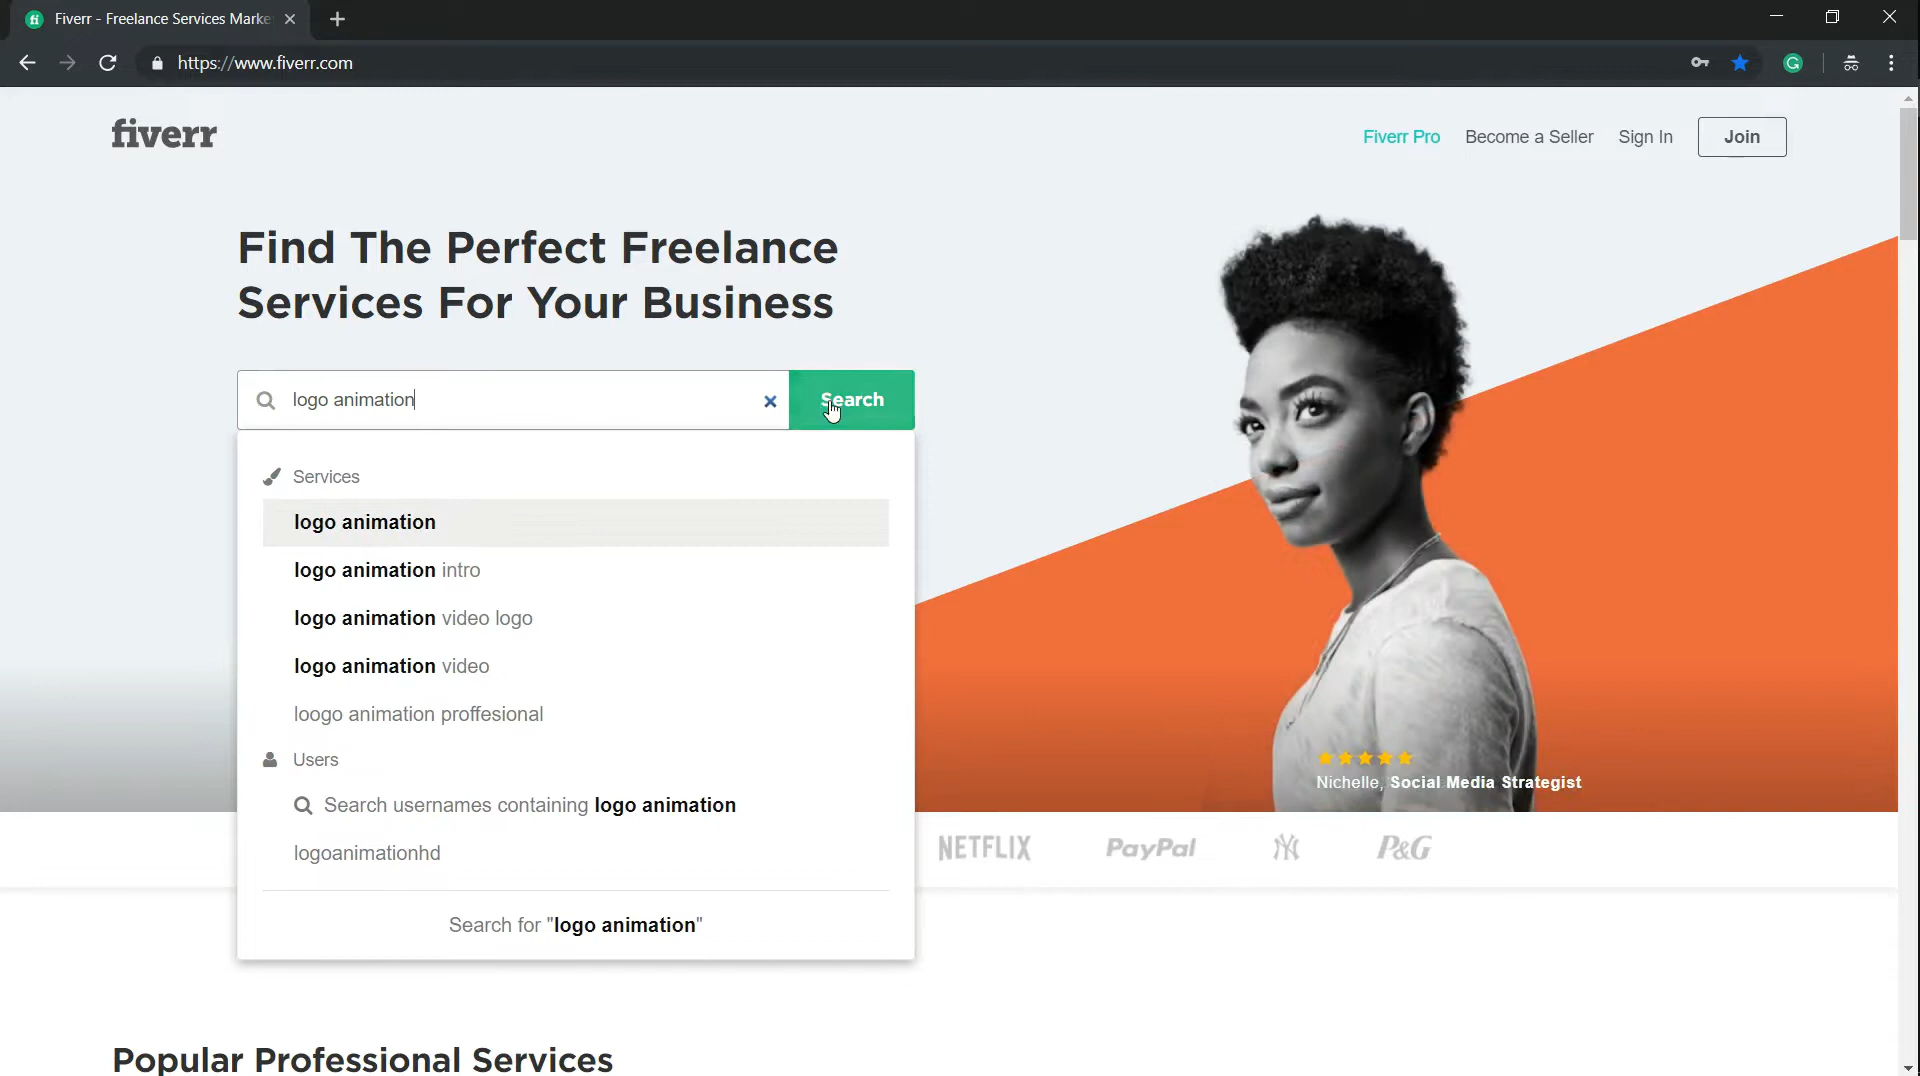 Fiverr - Freelance Services Marke
https://www.fiverr.com
fiverr
Fiverr Pro
Become a Seller
Sign In
Join
Find The Perfect Freelance
Services For Your Business
logo animation
Search
Services
logo animation
logo animation intro
logo animation video logo
logo animation video
loogo animation proffesional
Users
Search usernames containing logo animation
logoanimationhd
Search for "logo animation"
Nichelle, Social Media Strategist
NETFLIX
PayPal
NY
P&G
Popular Professional Services